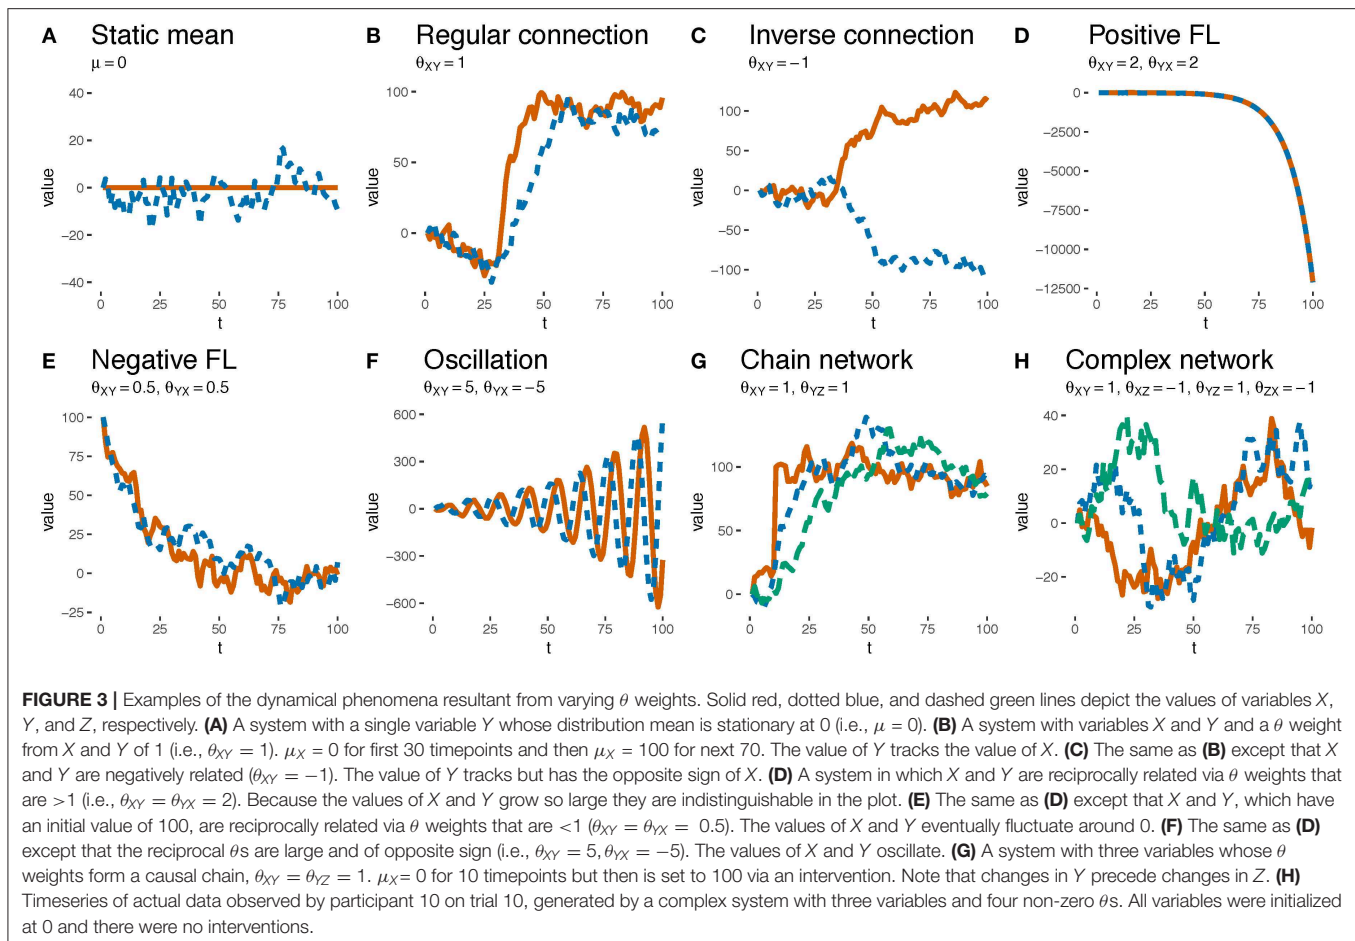 A Static mean
μ = 0
40
20
0
−20
−40
value
0 25 50 75 100
t
B Regular connection
θXY = 1
100
50
0
value
0 25 50 75 100
t
C Inverse connection
θXY = −1
100
50
0
−50
−100
value
0 25 50 75 100
t
D Positive FL
θXY = 2, θYX = 2
0
−2500
−5000
−7500
−10000
−12500
value
0 25 50 75 100
t
E Negative FL
θXY = 0.5, θYX = 0.5
100
75
50
25
0
−25
value
0 25 50 75 100
t
F Oscillation
θXY = 5, θYX = −5
600
300
0
−300
−600
value
0 25 50 75 100
t
G Chain network
θXY = 1, θYZ = 1
100
50
0
value
0 25 50 75 100
t
H Complex network
θXY = 1, θXZ = −1, θYZ = 1, θZX = −1
40
20
0
−20
value
0 25 50 75 100
t
FIGURE 3 | Examples of the dynamical phenomena resultant from varying θ weights. Solid red, dotted blue, and dashed green lines depict the values of variables X,
Y, and Z, respectively. (A) A system with a single variable Y whose distribution mean is stationary at 0 (i.e., μ = 0). (B) A system with variables X and Y and a θ weight
from X and Y of 1 (i.e., θXY = 1). μX = 0 for first 30 timepoints and then μX = 100 for next 70. The value of Y tracks the value of X. (C) The same as (B) except that X
and Y are negatively related (θXY = −1). The value of Y tracks but has the opposite sign of X. (D) A system in which X and Y are reciprocally related via θ weights that
are >1 (i.e., θXY = θYX = 2). Because the values of X and Y grow so large they are indistinguishable in the plot. (E) The same as (D) except that X and Y, which have
an initial value of 100, are reciprocally related via θ weights that are <1 (θXY = θYX = 0.5). The values of X and Y eventually fluctuate around 0. (F) The same as (D)
except that the reciprocal θs are large and of opposite sign (i.e., θXY = 5, θYX = −5). The values of X and Y oscillate. (G) A system with three variables whose θ
weights form a causal chain, θXY = θYZ = 1. μX= 0 for 10 timepoints but then is set to 100 via an intervention. Note that changes in Y precede changes in Z. (H)
Timeseries of actual data observed by participant 10 on trial 10, generated by a complex system with three variables and four non-zero θs. All variables were initialized
at 0 and there were no interventions.